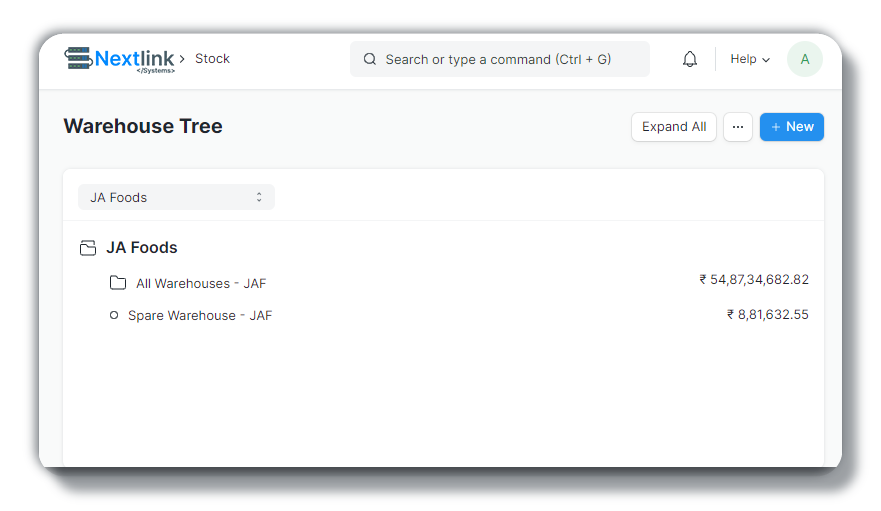 Nextlink
</Systems>
Stock
Search or type a command (Ctrl + G)
Help
A
Warehouse Tree
Expand All
...
+ New
JA Foods
JA Foods
All Warehouses - JAF
₹ 54,87,34,682.82
Spare Warehouse - JAF
₹ 8,81,632.55